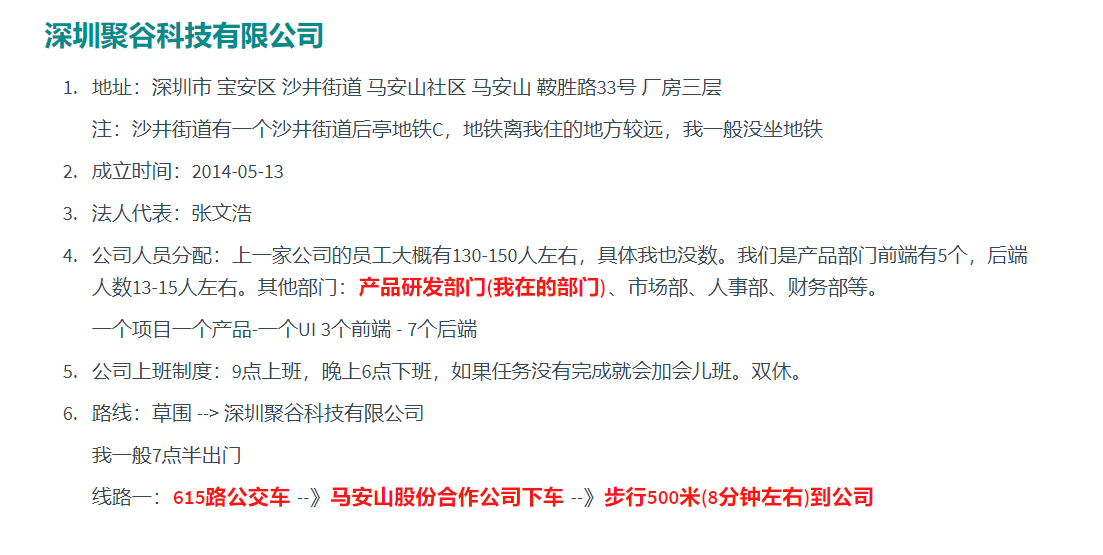 深圳聚谷科技有限公司
1. 地址：深圳市 宝安区 沙井街道 马安山社区 马安山 鞍胜路33号 厂房三层
注：沙井街道有一个沙井街道后亭地铁C，地铁离我住的地方较远，我一般没坐地铁
2. 成立时间：2014-05-13
3. 法人代表：张文浩
4. 公司人员分配：上一家公司的员工大概有130-150人左右，具体我也没数。我们是产品部门前端有5个，后端
人数13-15人左右。其他部门：产品研发部门(我在的部门)、市场部、人事部、财务部等。
一个项目一个产品-一个UI 3个前端 - 7个后端
5. 公司上班制度：9点上班，晚上6点下班，如果任务没有完成就会加会儿班。双休。
6. 路线：草围 --> 深圳聚谷科技有限公司
我一般7点半出门
线路一：615路公交车 --》马安山股份合作公司下车 --》步行500米(8分钟左右)到公司